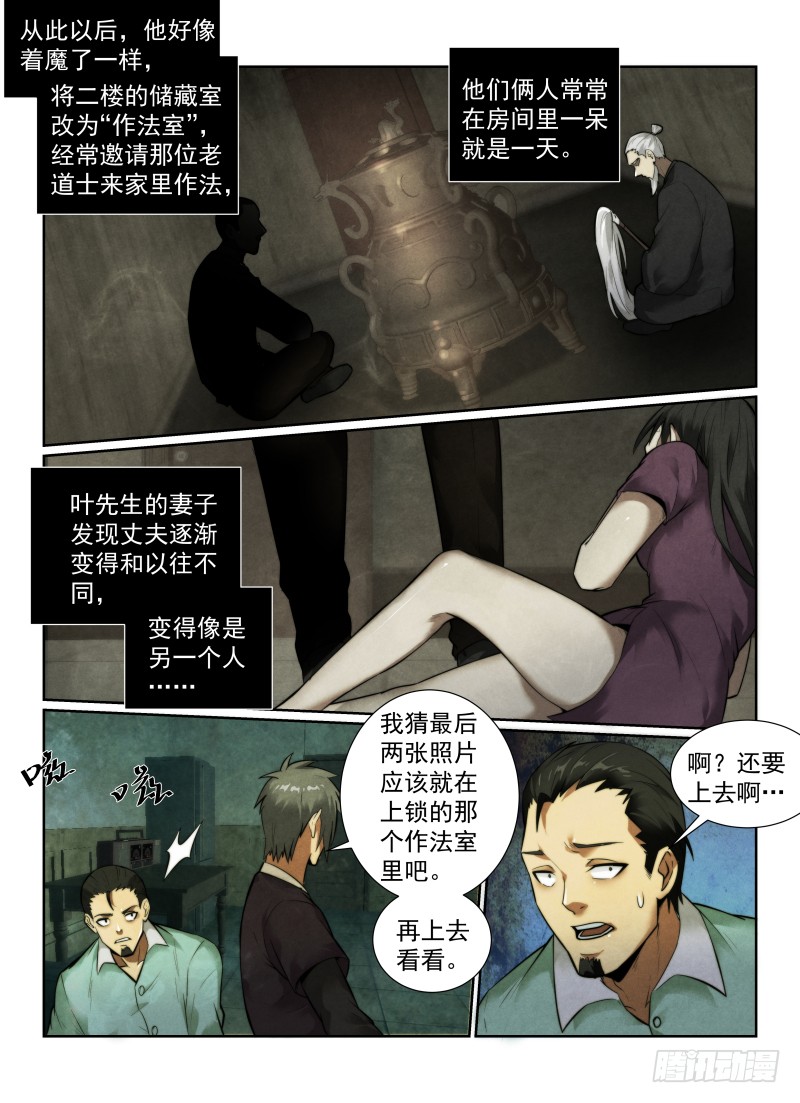 从此以后，他好像
着魔了一样，
将二楼的储藏室
改为“作法室”，
经常邀请那位老
道士来家里作法，
他们俩人常常
在房间里一呆
就是一天。
叶先生的妻子
发现丈夫逐渐
变得和以往不
同，
变得像是
另一个人
……
吱
吱
我猜最后
两张照片
应该就在
上锁的那
个作法室
里吧。
再上去
看看。
啊？还要
上去啊…
腾讯动漫